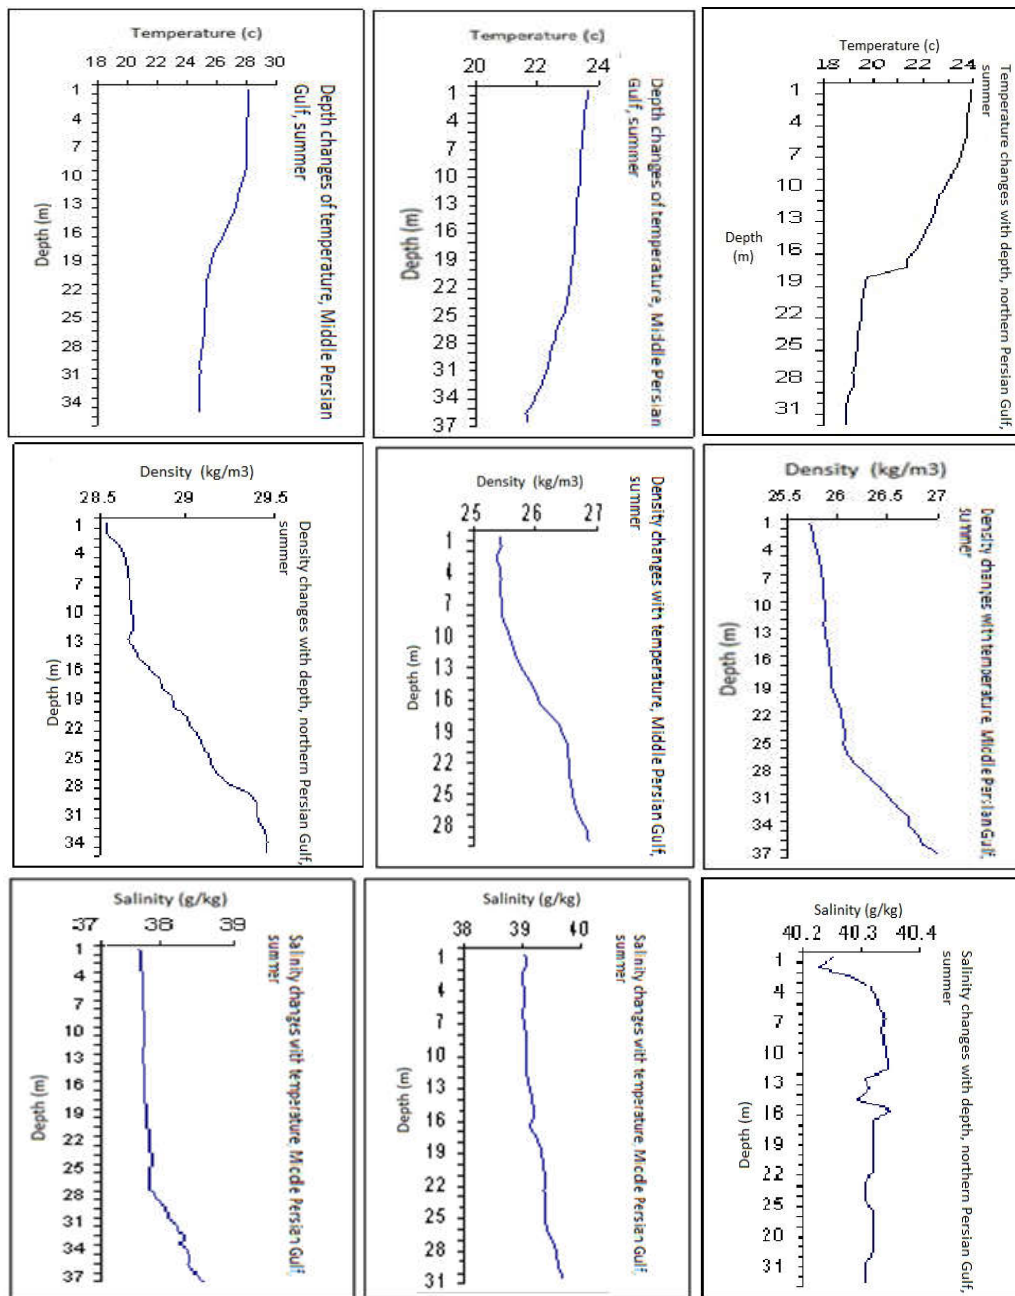 Temperature (c)
18 20 22 24 26 28 30
1
4
7
10
13
16
19
22
25
28
31
34
Depth (m)
Depth changes of temperature, Middle Persian
Gulf, summer
Temperature (c)
20 22 24
1
4
7
10
13
16
19
22
25
28
31
34
37
Depth (m)
Depth changes of temperature, Middle Persian
Gulf, summer
Temperature (c)
18 20 22 24
1
4
7
10
13
16
19
22
25
28
31
Depth
(m)
Temperature changes with depth, northern Persian Gulf,
summer
Density (kg/m3)
28.5 29 29.5
1
4
7
10
13
16
19
22
25
28
31
34
Depth (m)
Density changes with depth, northern Persian Gulf,
summer
Density (kg/m3)
25 26 27
1
4
7
10
13
16
19
22
25
28
Depth (m)
Density changes with temperature, Middle Persian Gulf,
summer
Density (kg/m3)
25.5 26 26.5 27
1
4
7
10
13
16
19
22
25
28
31
34
37
Depth (m)
Density changes with temperature, Middle Persian Gulf,
summer
Salinity (g/kg)
37 38 39
1
4
7
10
13
16
19
22
25
28
31
34
37
Depth (m)
Salinity changes with temperature, Middle Persian Gulf,
summer
Salinity (g/kg)
38 39 40
1
4
7
10
13
16
19
22
25
28
31
Depth (m)
Salinity changes with temperature, Middle Persian Gulf,
summer
Salinity (g/kg)
40.2 40.3 40.4
1
4
7
10
13
19
22
25
31
Depth (m)
Salinity changes with depth, northern Persian Gulf,
summer